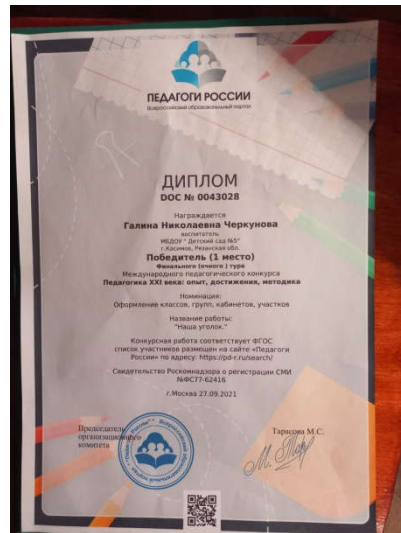 ПЕДАГОГИ РОССИИ
Всероссийский образовательный портал
ДИПЛОМ
DOC № 0043028
Награждается
Галина Николаевна Черкунова
воспитатель
МБДОУ " Детский сад №5"
г.Касимов, Рязанская обл.
Победитель (1 место)
Финального (очного ) тура
Международного педагогического конкурса
Педагогика XXI века: опыт, достижения, методика
Номинация:
Оформление классов, групп, кабинетов, участков
Название работы:
"Наша уголок."
Конкурсная работа соответствует ФГОС
список участников размещен на сайте «Педагоги
России» по адресу: https://pd-r.ru/search/
Свидетельство Роскомнадзора о регистрации СМИ
№ФС77-62416
г.Москва 27.09.2021
Председатель
организационного
комитета
Тарасова М.С.